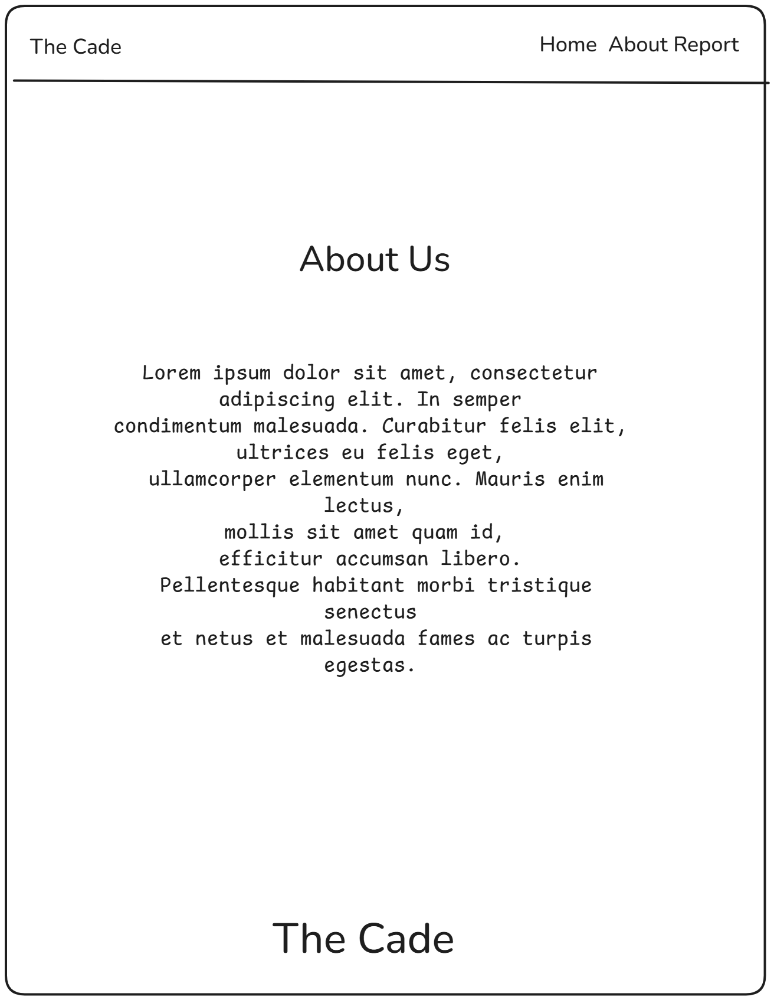 The Cade
Home About Report
About Us
Lorem ipsum dolor sit amet, consectetur
adipiscing elit. In semper
condimentum malesuada. Curabitur felis elit,
ultrices eu felis eget,
ullamcorper elementum nunc. Mauris enim
lectus,
mollis sit amet quam id,
efficitur accumsan libero.
Pellentesque habitant morbi tristique
senectus
et netus et malesuada fames ac turpis
egestas.
The Cade